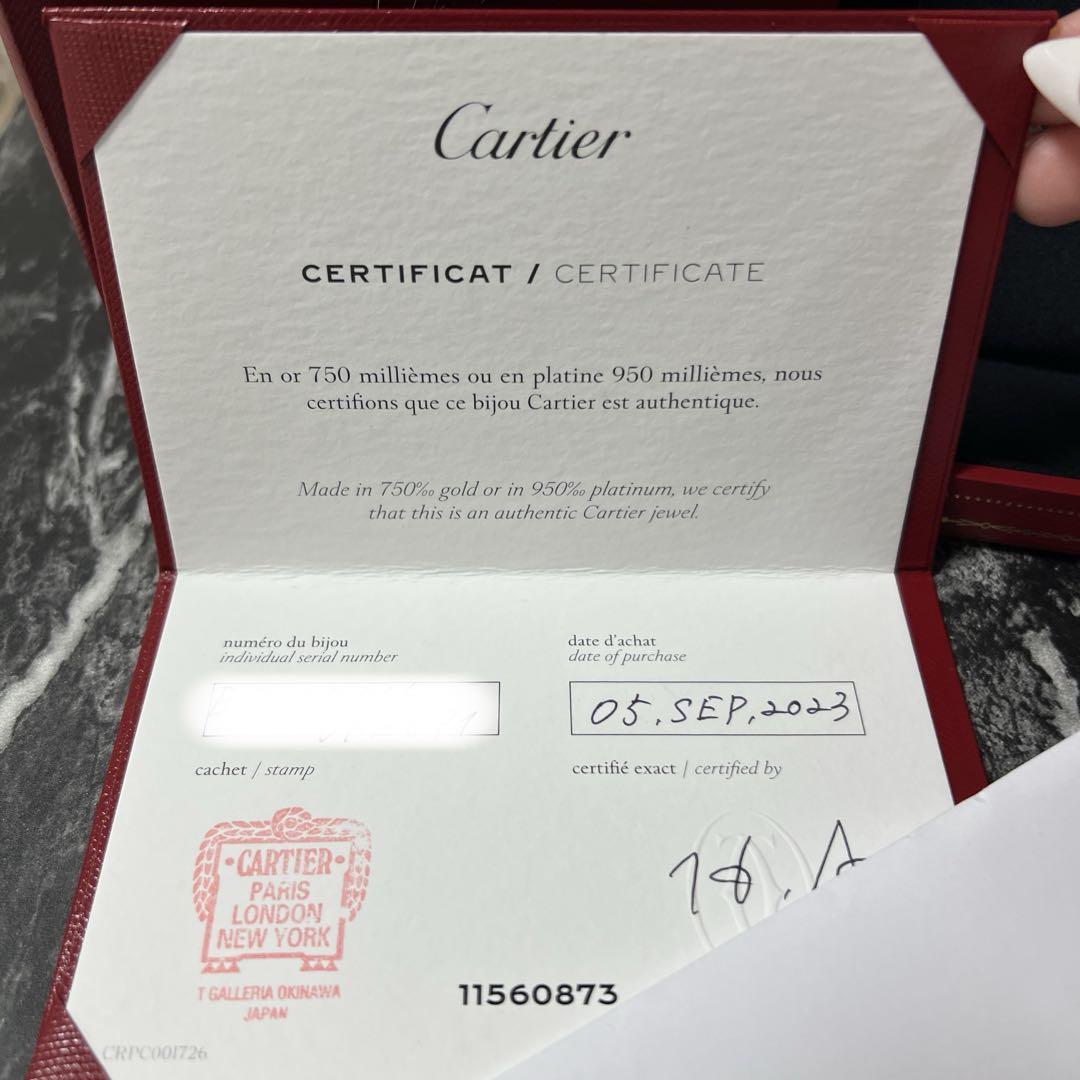 Cartier
CERTIFICAT / CERTIFICATE
En or 750 millièmes ou en platine 950 millièmes, nous
certifions que ce bijou Cartier est authentique.
Made in 750‰ gold or in 950‰ platinum, we certify
that this is an authentic Cartier jewel.
numéro du bijou
individual serial number
date d'achat
date of purchase
05.SEP.2023
cachet / stamp
certifié exact / certified by
·CARTIER·
PARIS
LONDON
NEW YORK
T GALLERIA OKINAWA
JAPAN
11560873
CRPC001726